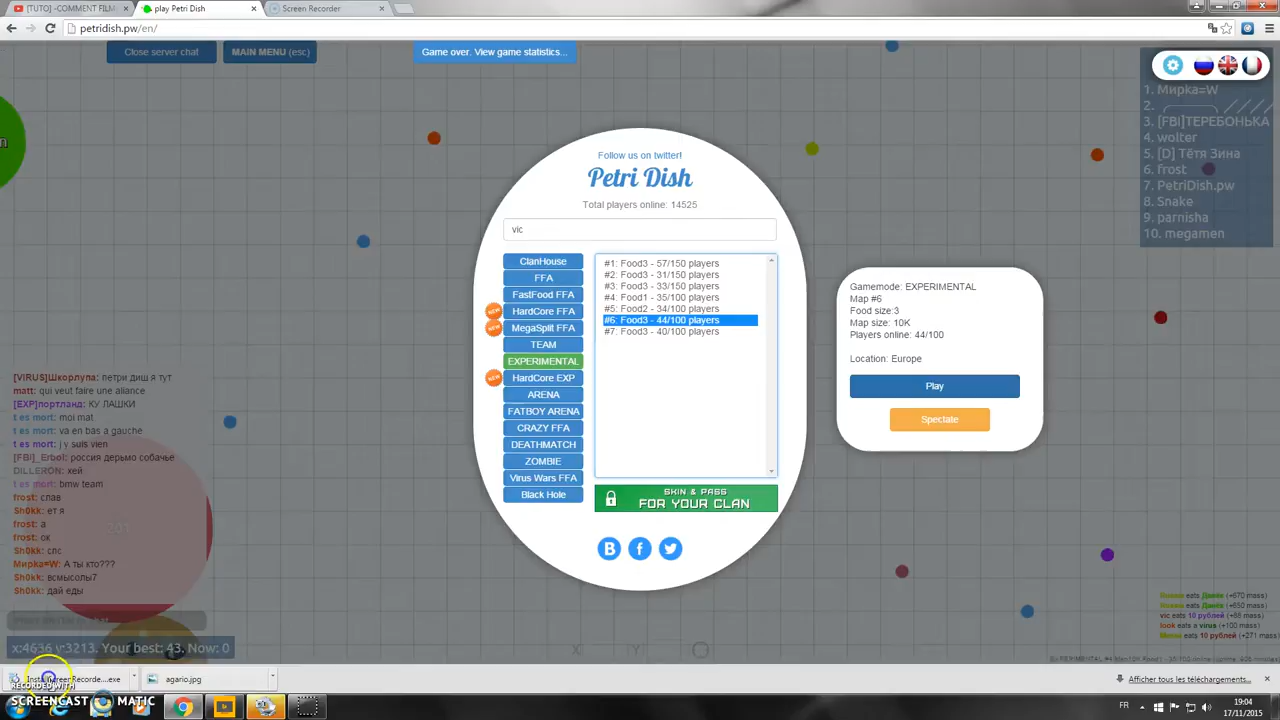 [TUTO] -COMMENT FILM
play Petri Dish
Screen Recorder
petridish.pw/en/
Close server chat
MAIN MENU (esc)
Game over. View game statistics...
1. Мирка=W
2.
3. [FBI]ТЕРЕБОНЬКА
4. wolter
5. [D] Тётя Зина
6. frost
7. PetriDish.pw
8. Snake
9. parnisha
10. megamen
Follow us on twitter!
Petri Dish
Total players online: 14525
vic
ClanHouse
FFA
FastFood FFA
HardCore FFA
MegaSplit FFA
TEAM
EXPERIMENTAL
HardCore EXP
ARENA
FATBOY ARENA
CRAZY FFA
DEATHMATCH
ZOMBIE
Virus Wars FFA
Black Hole
#1: Food3 - 57/150 players
#2: Food3 - 31/150 players
#3: Food3 - 33/150 players
#4: Food1 - 35/100 players
#5: Food2 - 34/100 players
#6: Food3 - 44/100 players
#7: Food3 - 40/100 players
SKIN & PASS
FOR YOUR CLAN
Gamemode: EXPERIMENTAL
Map #6
Food size:3
Map size: 10K
Players online: 44/100
Location: Europe
Play
Spectate
[VIRUS]Шкорлупа: петри диш я тут
matt: qui veut faire une aliance
[EXP]портланд: КУ ЛАШКИ
t es mort: moi mat
t es mort: va en bas a gauche
t es mort: j y suis vien
[FBI]_Erbol: россия дерьмо собачье
DILLERON: хей
t es mort: bmw team
frost: слав
Sh0kk: ет я
frost: а
frost: ок
Sh0kk: спс
Мирка=W: А ты кто???
Sh0kk: всмысолы7
Sh0kk: дай еды
x:4636 y:3213. Your best: 43. Now: 0
vic eats 10 рублей (+88 mass)
look eats a virus (+100 mass)
agario.jpg
Afficher tous les téléchargements...
RECORDED WITH
SCREENCAST MATIC
FR
19:04
17/11/2015